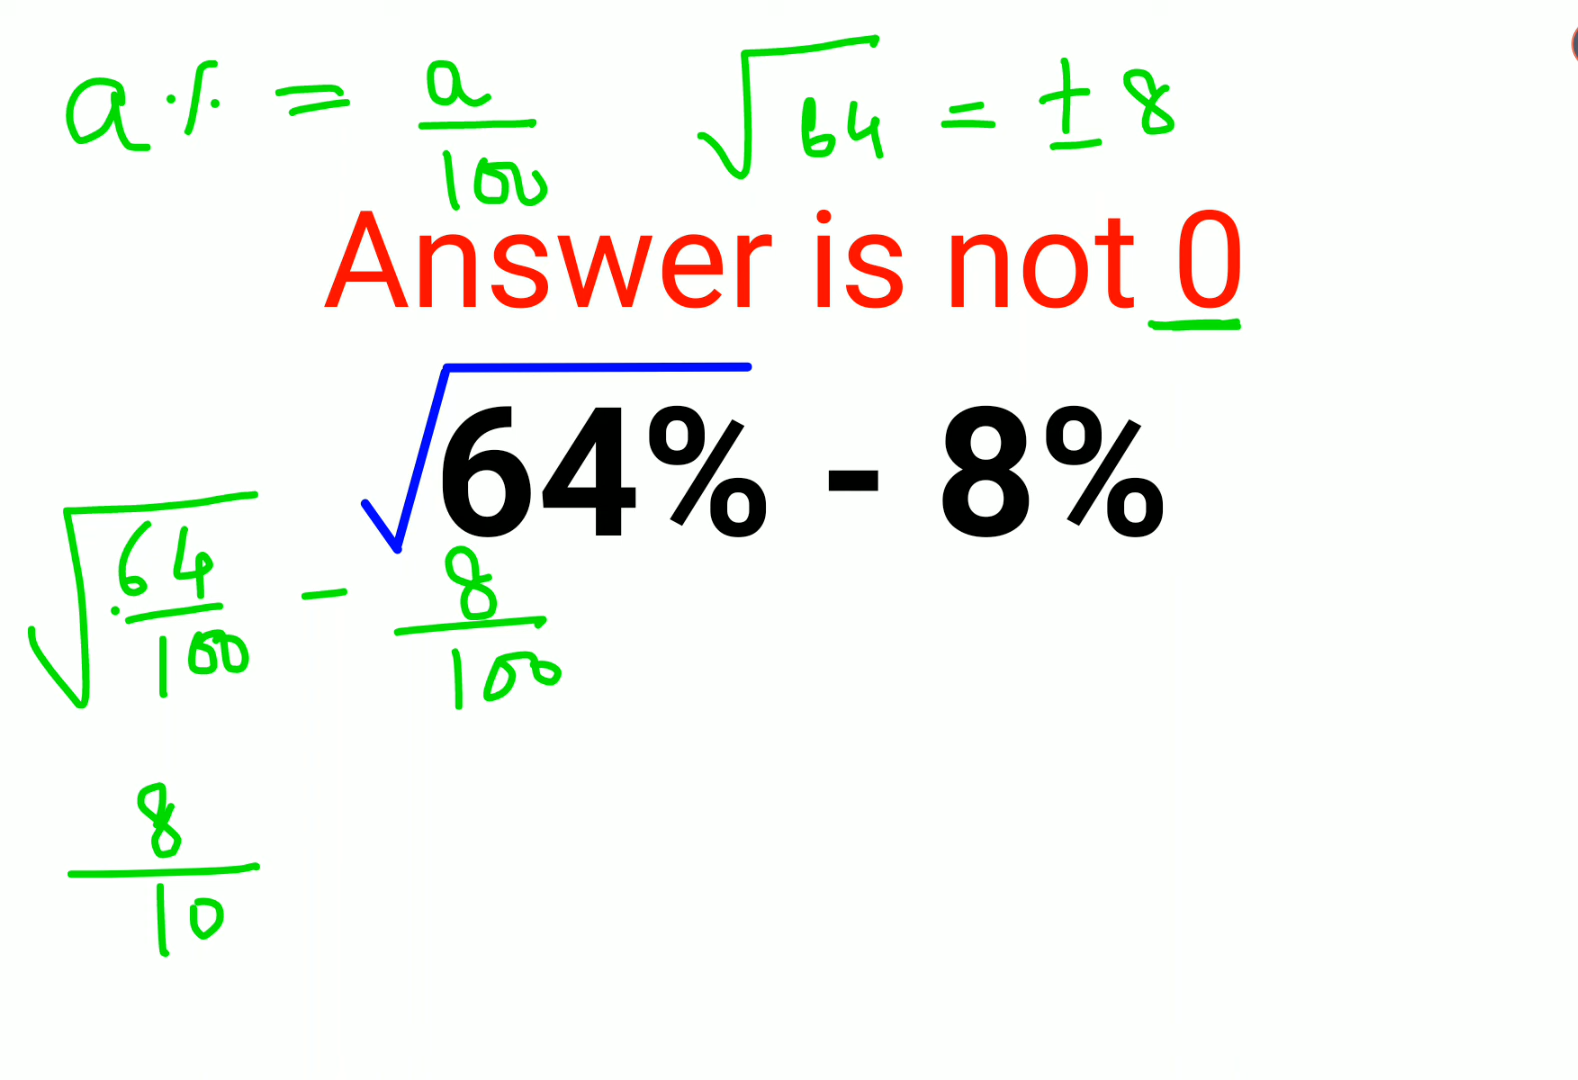 a % = a/100
√64 = ± 8
Answer is not 0
√64% - 8%
√64/100 - 8/100
8/10